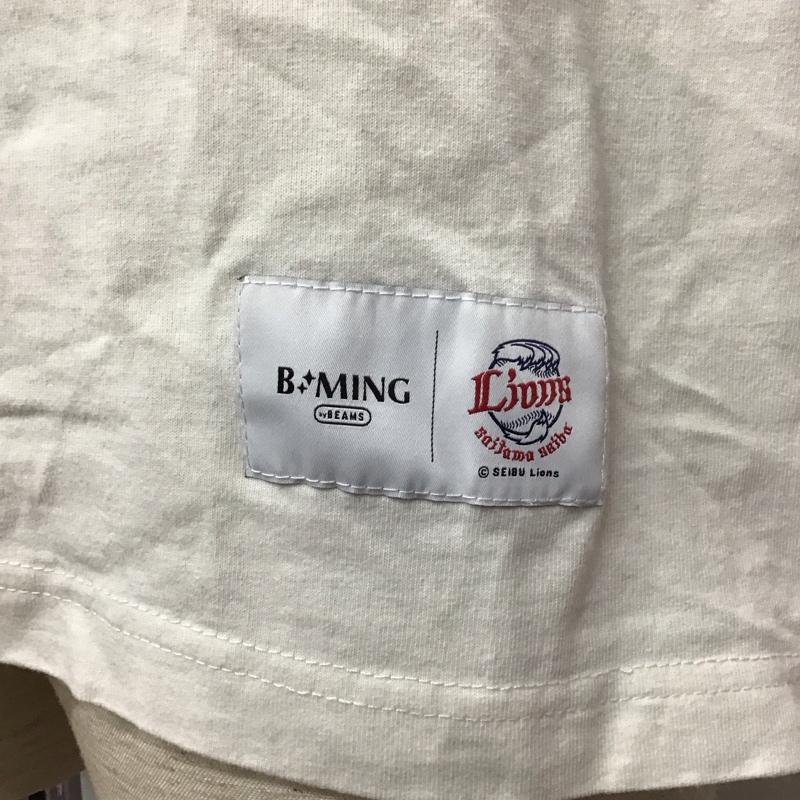 B MING
by BEAMS
Lions
saitama seibu
© SEIBU Lions